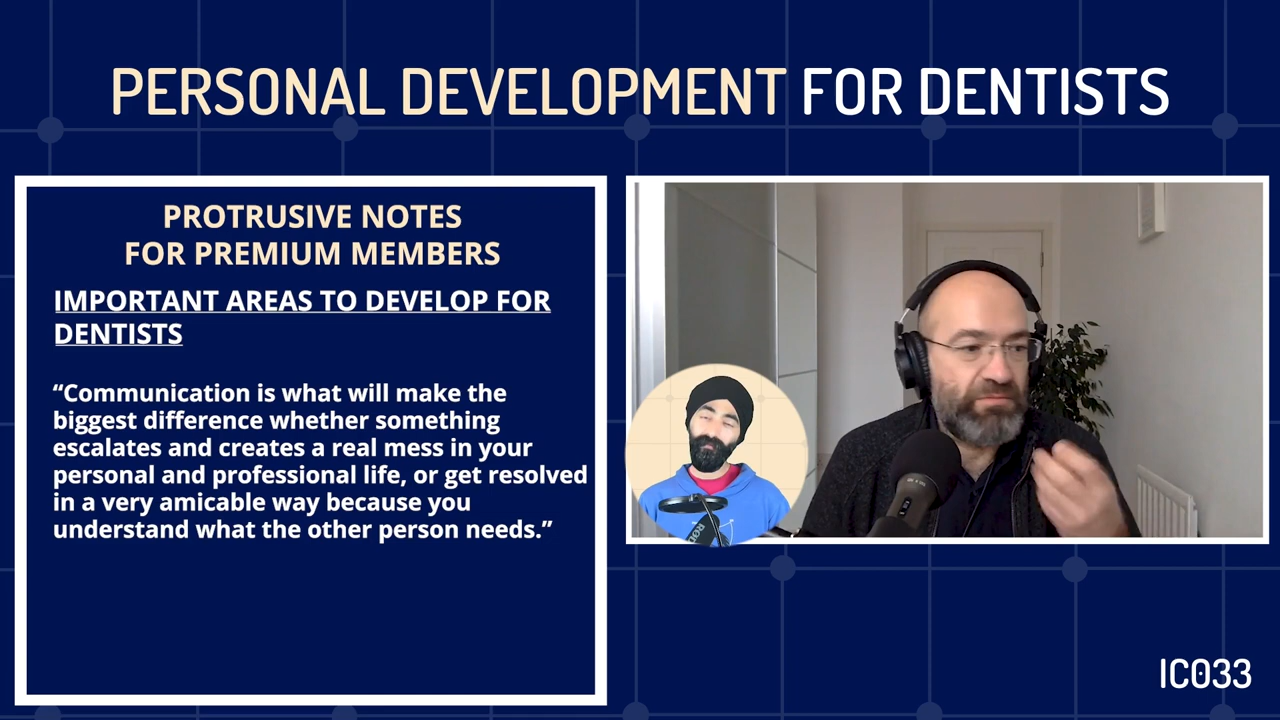 PERSONAL DEVELOPMENT FOR DENTISTS
PROTRUSIVE NOTES
FOR PREMIUM MEMBERS
IMPORTANT AREAS TO DEVELOP FOR
DENTISTS
“Communication is what will make the
biggest difference whether something
escalates and creates a real mess in your
personal and professional life, or get resolved
in a very amicable way because you
understand what the other person needs.”
IC033